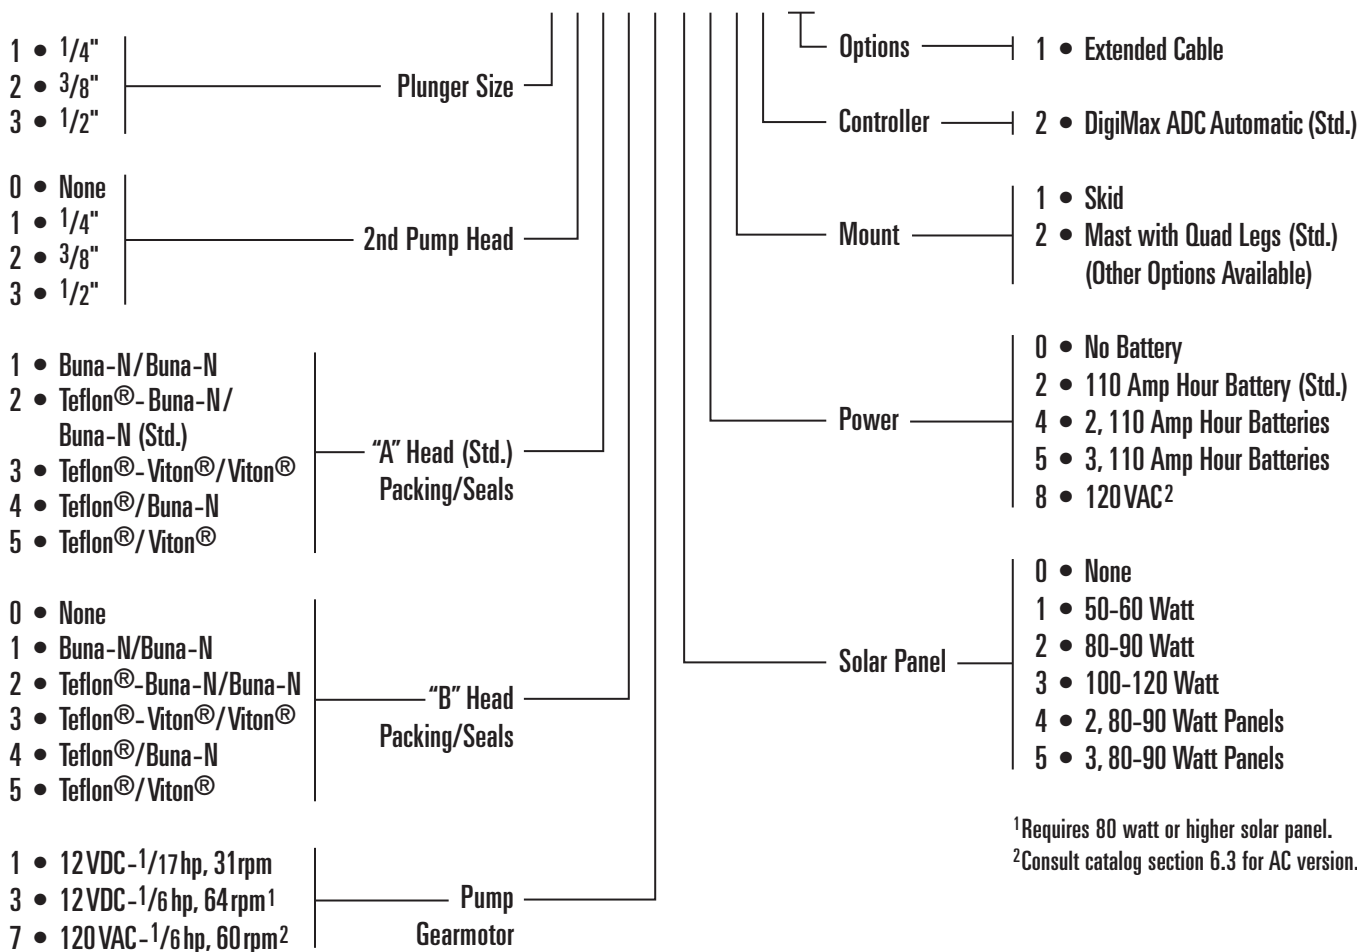 1 • 1/4"
2 • 3/8"
3 • 1/2"
Plunger Size
0 • None
1 • 1/4"
2 • 3/8"
3 • 1/2"
2nd Pump Head
1 • Buna-N/Buna-N
2 • Teflon®-Buna-N/
Buna-N (Std.)
3 • Teflon®-Viton®/Viton®
4 • Teflon®/Buna-N
5 • Teflon®/Viton®
“A” Head (Std.)
Packing/Seals
0 • None
1 • Buna-N/Buna-N
2 • Teflon®-Buna-N/Buna-N
3 • Teflon®-Viton®/Viton®
4 • Teflon®/Buna-N
5 • Teflon®/Viton®
“B” Head
Packing/Seals
1 • 12VDC-1/17hp, 31rpm
3 • 12VDC-1/6hp, 64rpm1
7 • 120VAC-1/6hp, 60rpm2
Pump
Gearmotor
Options
1 • Extended Cable
Controller
2 • DigiMax ADC Automatic (Std.)
Mount
1 • Skid
2 • Mast with Quad Legs (Std.)
(Other Options Available)
Power
0 • No Battery
2 • 110 Amp Hour Battery (Std.)
4 • 2, 110 Amp Hour Batteries
5 • 3, 110 Amp Hour Batteries
8 • 120VAC2
Solar Panel
0 • None
1 • 50-60 Watt
2 • 80-90 Watt
3 • 100-120 Watt
4 • 2, 80-90 Watt Panels
5 • 3, 80-90 Watt Panels
1Requires 80 watt or higher solar panel.
2Consult catalog section 6.3 for AC version.